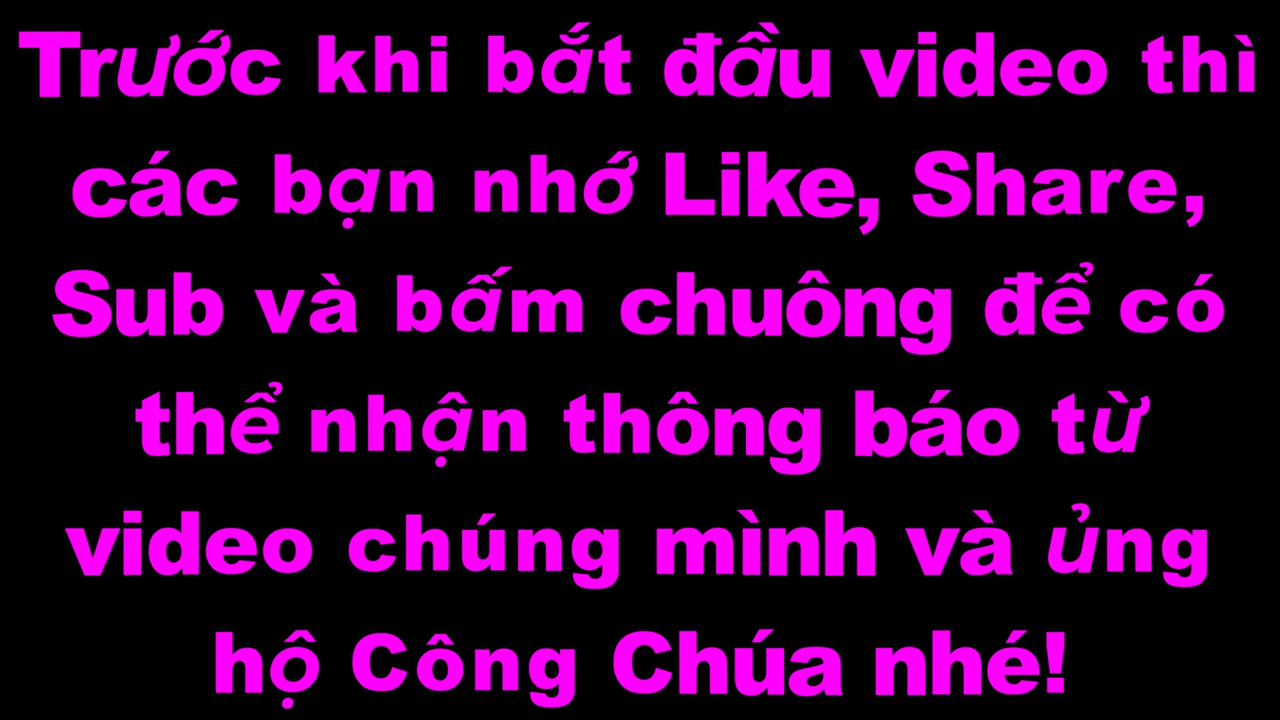 Trước khi bắt đầu video thì
các bạn nhớ Like, Share,
Sub và bấm chuông để có
thể nhận thông báo từ
video chúng mình và ủng
hộ Công Chúa nhé!